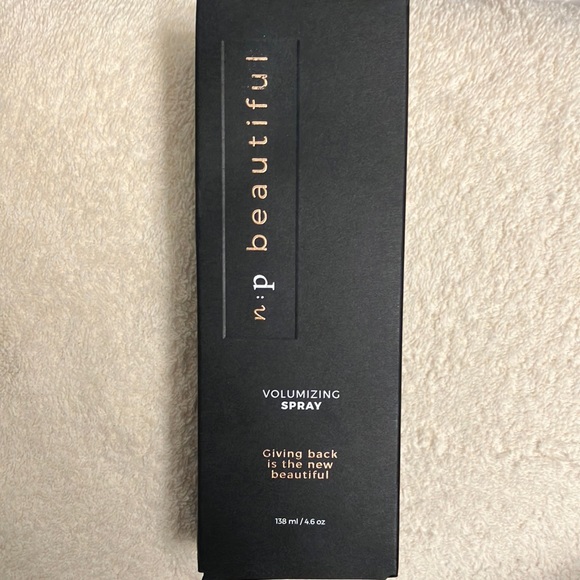 n:p beautiful
VOLUMIZING
SPRAY
Giving back
is the new
beautiful
138 ml / 4.6 oz